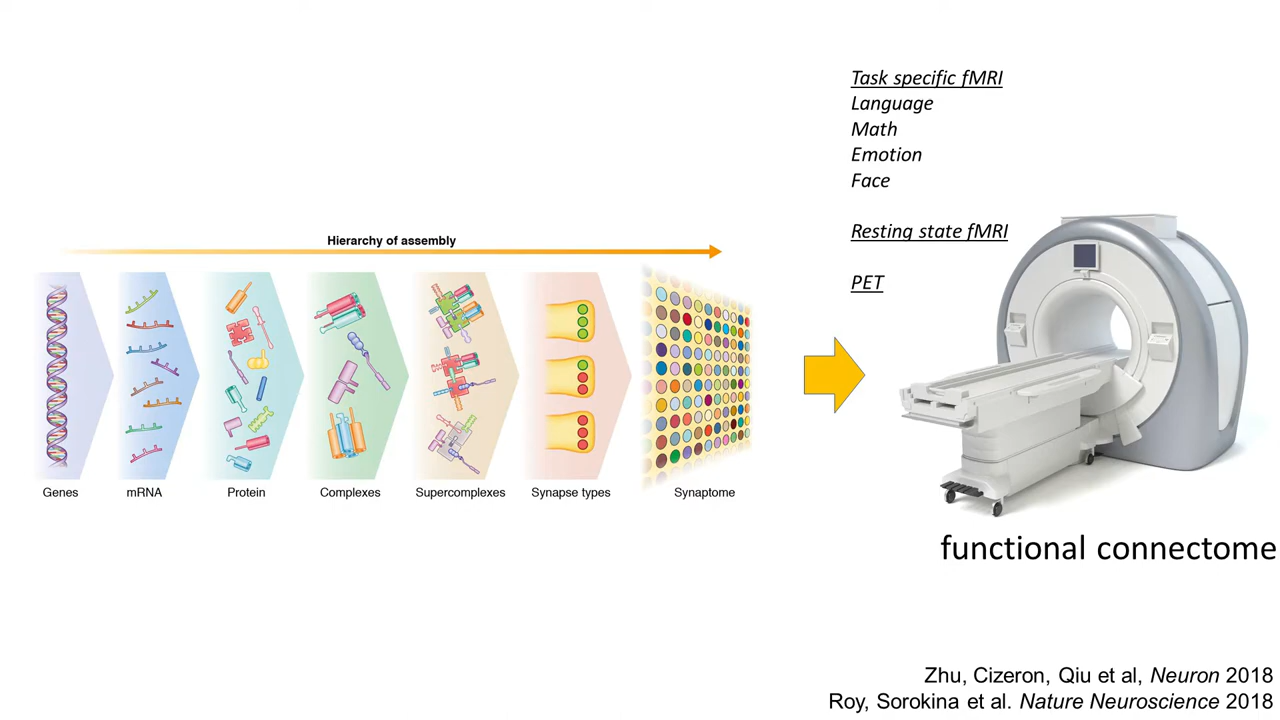 Task specific fMRI
Language
Math
Emotion
Face
Resting state fMRI
PET
Hierarchy of assembly
Genes
mRNA
Protein
Complexes
Supercomplexes
Synapse types
Synaptome
functional connectome
Zhu, Cizeron, Qiu et al, Neuron 2018
Roy, Sorokina et al. Nature Neuroscience 2018